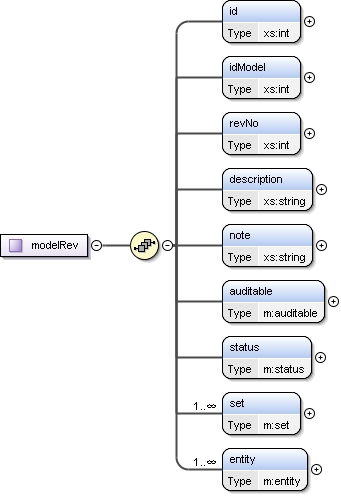 id
Type xs:int
idModel
Type xs:int
revNo
Type xs:int
description
Type xs:string
note
Type xs:string
modelRev
auditable
Type m:auditable
status
Type m:status
1..∞
set
Type m:set
1..∞
entity
Type m:entity